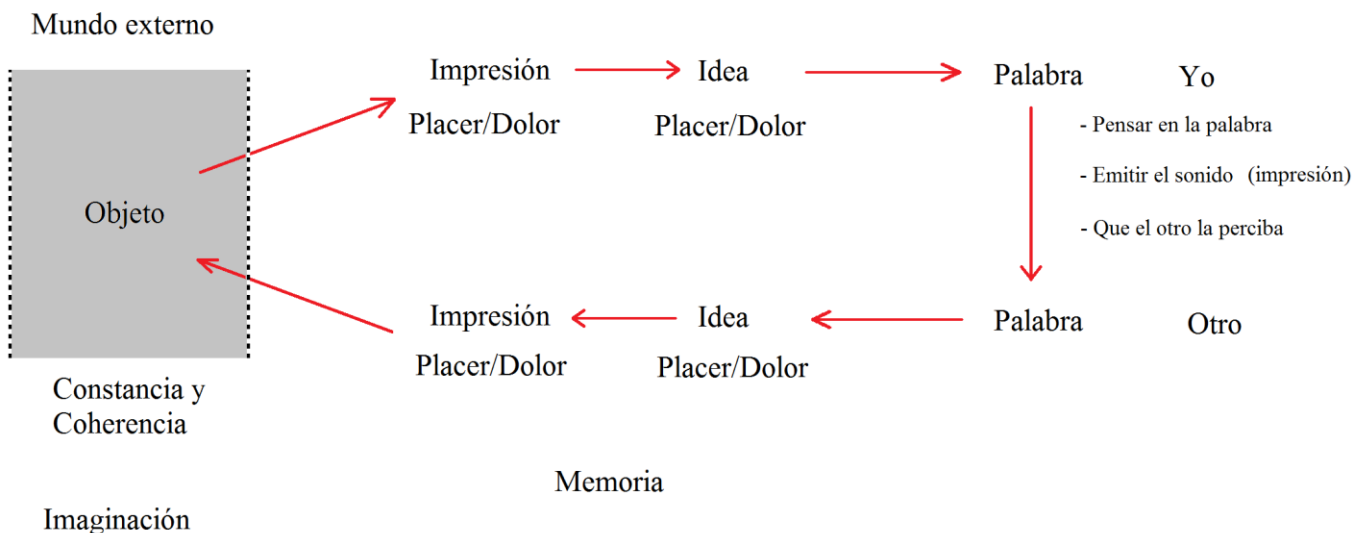 Mundo externo
Impresión Idea Palabra Yo
Placer/Dolor Placer/Dolor
- Pensar en la palabra
- Emitir el sonido (impresión)
Objeto
- Que el otro la perciba
Impresión Idea Palabra Otro
Placer/Dolor Placer/Dolor
Constancia y
Coherencia
Memoria
Imaginación